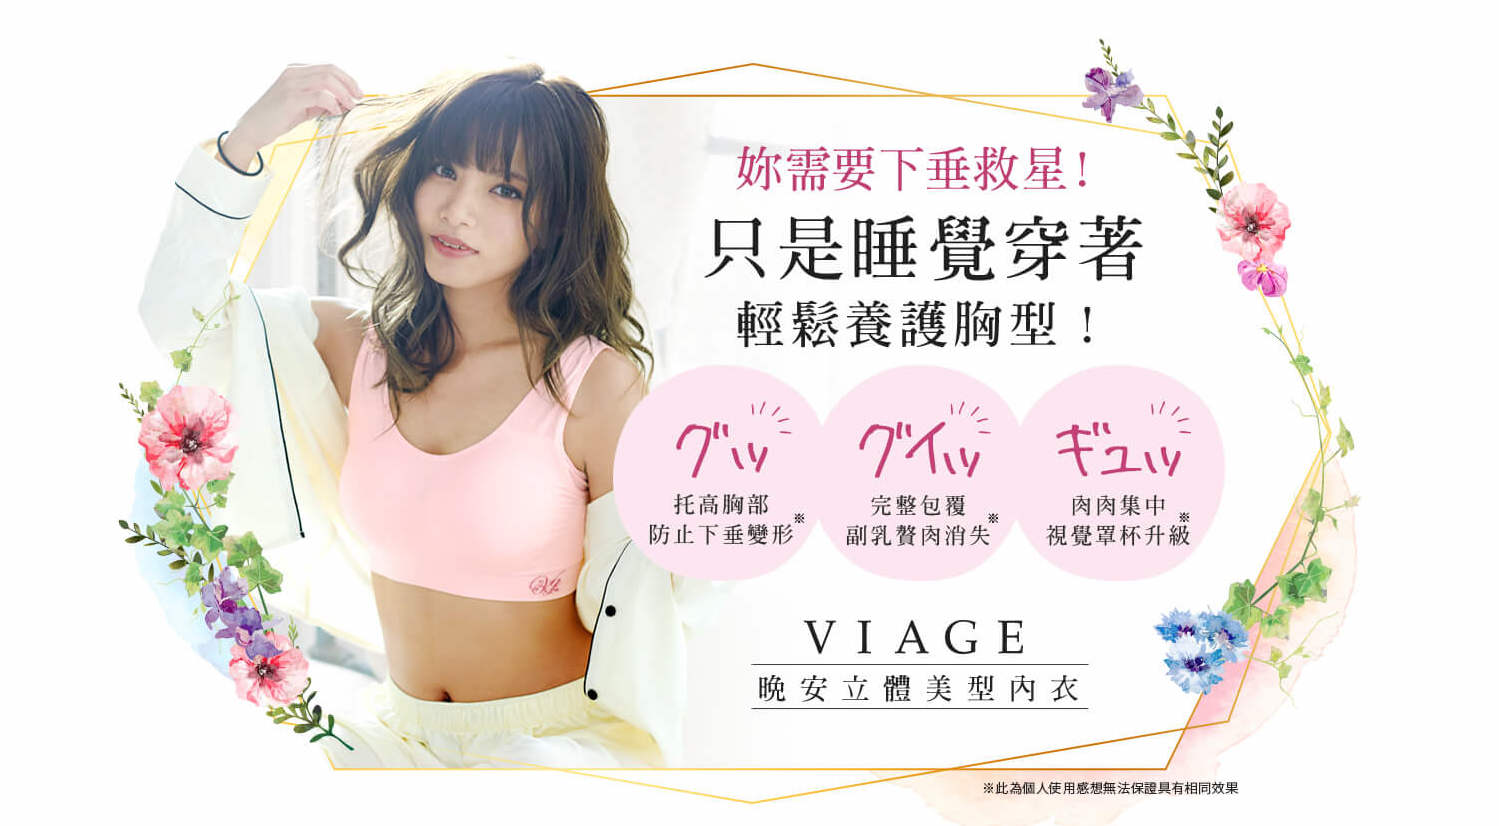 妳需要下垂救星!
只是睡覺穿著
輕鬆養護胸型!
グッ
托高胸部
防止下垂變形※
グイッ
完整包覆
副乳贅肉消失※
ギュッ
肉肉集中
視覺罩杯升級※
VIAGE
晚安立體美型內衣
※此為個人使用感想無法保證具有相同效果